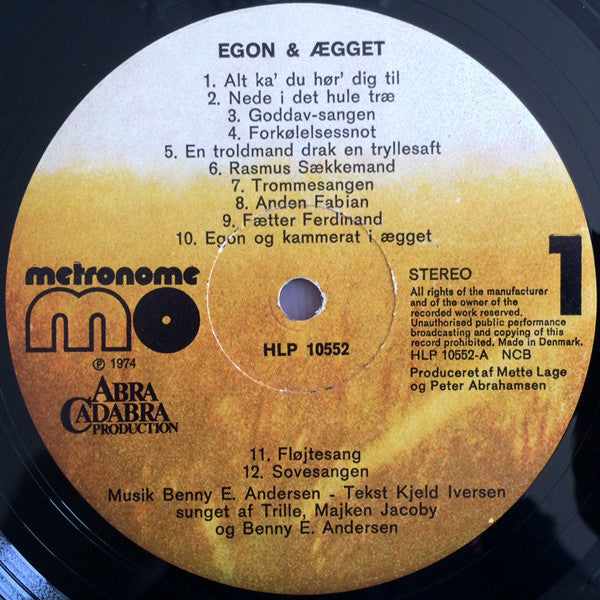 EGON & ÆGGET
1. Alt ka' du hør' dig til
2. Nede i det hule træ
3. Goddav-sangen
4. Forkølelsessnot
5. En troldmand drak en tryllesaft
6. Rasmus Sækkemand
7. Trommesangen
8. Anden Fabian
9. Fætter Ferdinand
10. Egon og kammerat i ægget
metronome
mo
℗ 1974
ABRA
CADABRA
PRODUCTION
HLP 10552
STEREO
1
All rights of the manufacturer
and of the owner of the
recorded work reserved.
Unauthorised public performance
broadcasting and copying of this
record prohibited. Made in Denmark.
HLP 10552-A NCB
Produceret af Mette Lage
og Peter Abrahamsen
11. Fløjtesang
12. Sovesangen
Musik Benny E. Andersen - Tekst Kjeld Iversen
sunget af Trille, Majken Jacoby
og Benny E. Andersen